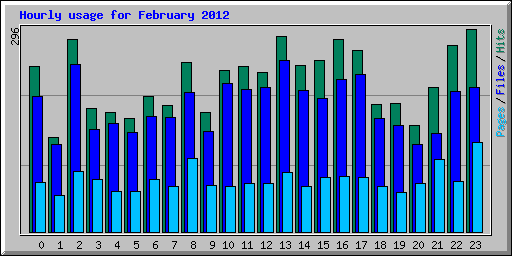 Hourly usage for February 2012
296
Pages / Files / Hits
0 1 2 3 4 5 6 7 8 9 10 11 12 13 14 15 16 17 18 19 20 21 22 23